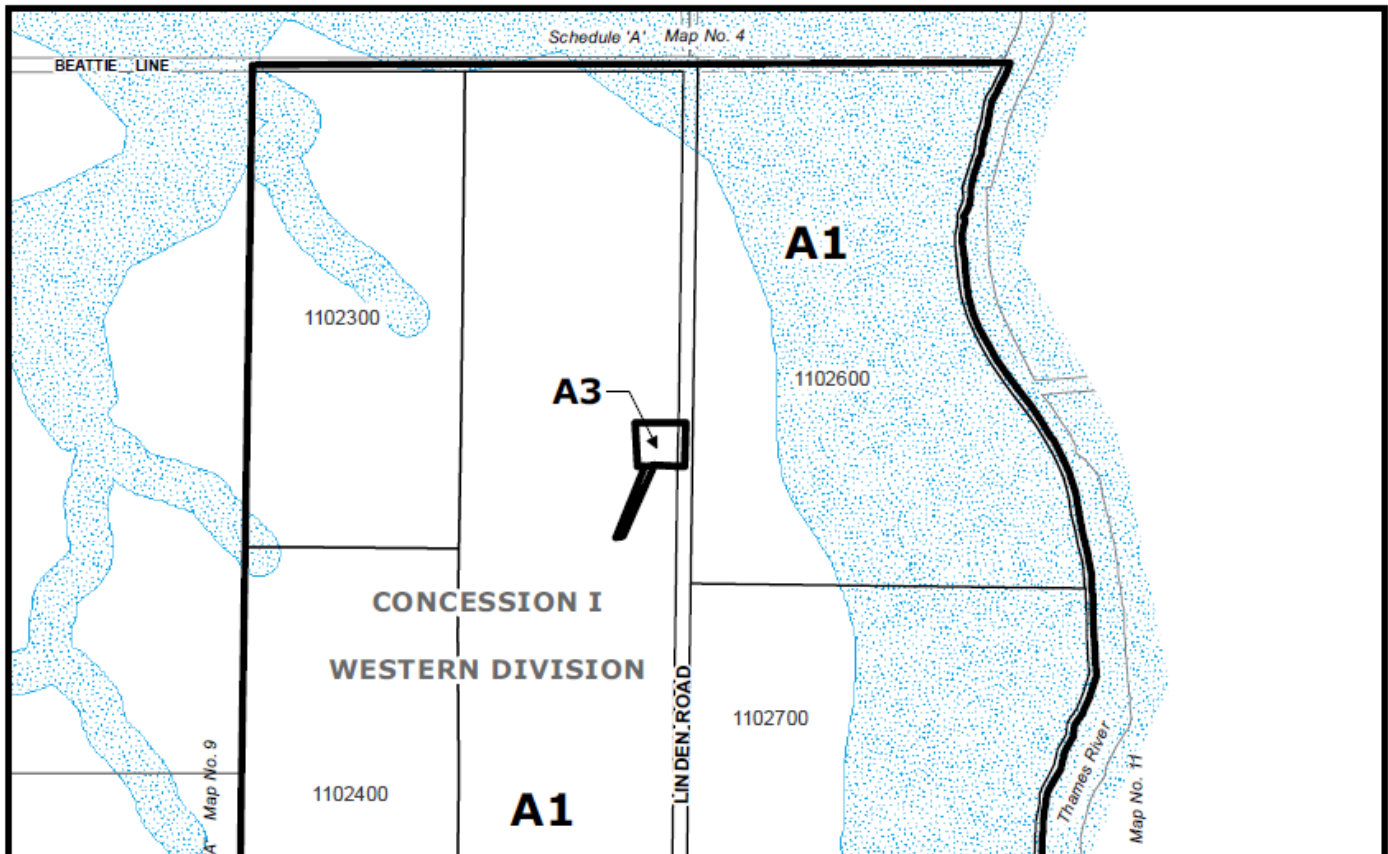 Schedule 'A' Map No. 4
BEATTIE LINE
A1
1102300
1102600
A3
CONCESSION I
WESTERN DIVISION
LINDEN ROAD
1102700
Thames River
Map No. 11
A Map No. 9
1102400
A1